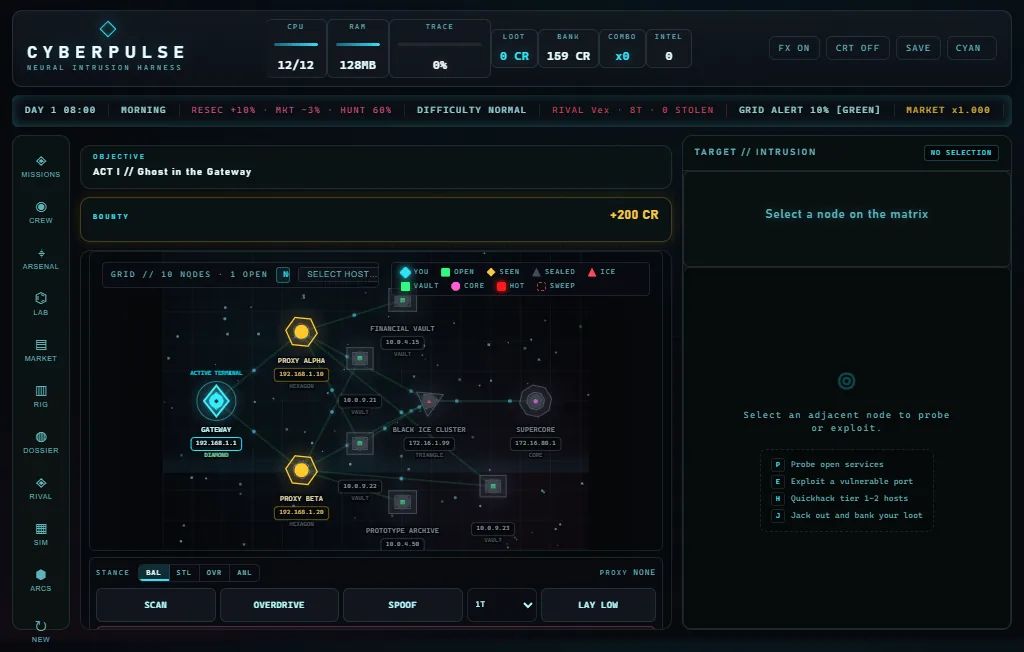 CYBERPULSE
NEURAL INTRUSION HARNESS
CPU
12/12
RAM
128MB
TRACE
0%
LOOT
0 CR
BANK
159 CR
COMBO
x0
INTEL
0
FX ON
CRT OFF
SAVE
CYAN
DAY 1 08:00
MORNING
RESEC +10% · MKT −3% · HUNT 60%
DIFFICULTY NORMAL
RIVAL Vex · 8T · 0 STOLEN
GRID ALERT 10% [GREEN]
MARKET x1.000
MISSIONS
CREW
ARSENAL
LAB
MARKET
RIG
DOSSIER
RIVAL
SIM
ARCS
NEW
OBJECTIVE
ACT I // Ghost in the Gateway
BOUNTY
+200 CR
GRID // 10 NODES · 1 OPEN
N
SELECT HOST...
YOU
OPEN
SEEN
SEALED
ICE
VAULT
CORE
HOT
SWEEP
FINANCIAL VAULT
10.0.4.15
VAULT
PROXY ALPHA
192.168.1.10
HEXAGON
ACTIVE TERMINAL
GATEWAY
192.168.1.1
DIAMOND
10.0.9.21
VAULT
BLACK ICE CLUSTER
172.16.1.99
TRIANGLE
SUPERCORE
172.16.88.1
CORE
PROXY BETA
192.168.1.20
HEXAGON
10.0.9.22
VAULT
PROTOTYPE ARCHIVE
10.0.4.50
10.0.9.23
VAULT
STANCE
BAL
STL
OVR
ANL
PROXY NONE
SCAN
OVERDRIVE
SPOOF
1T
LAY LOW
TARGET // INTRUSION
NO SELECTION
Select a node on the matrix
Select an adjacent node to probe
or exploit.
P Probe open services
E Exploit a vulnerable port
H Quickhack tier 1–2 hosts
J Jack out and bank your loot